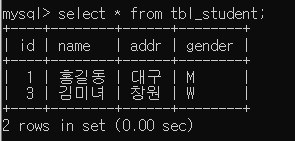 mysql> select * from tbl_student;
+----+--------+------+--------+
| id | name   | addr | gender |
+----+--------+------+--------+
|  1 | 홍길동 | 대구 | M      |
|  3 | 김미녀 | 창원 | W      |
+----+--------+------+--------+
2 rows in set (0.00 sec)